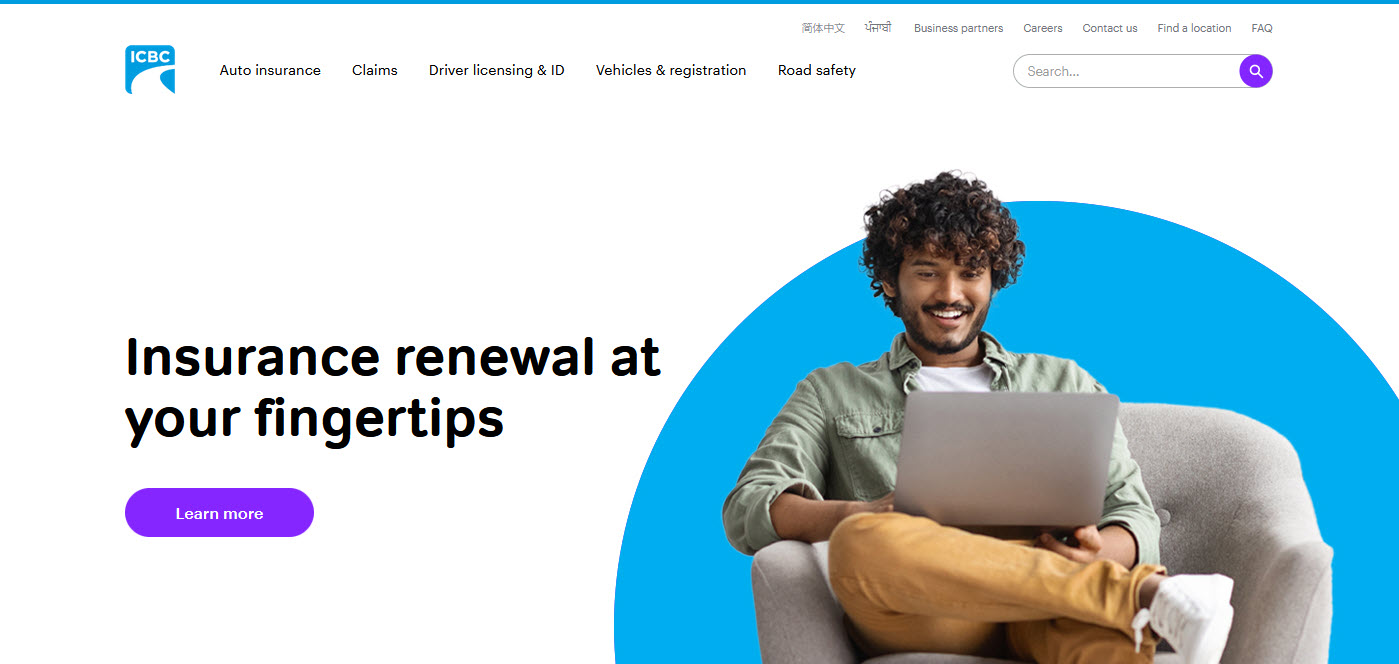 简体中文 ਪੰਜਾਬੀ Business partners Careers Contact us Find a location FAQ
ICBC
Auto insurance Claims Driver licensing & ID Vehicles & registration Road safety
Search...
Insurance renewal at
your fingertips
Learn more